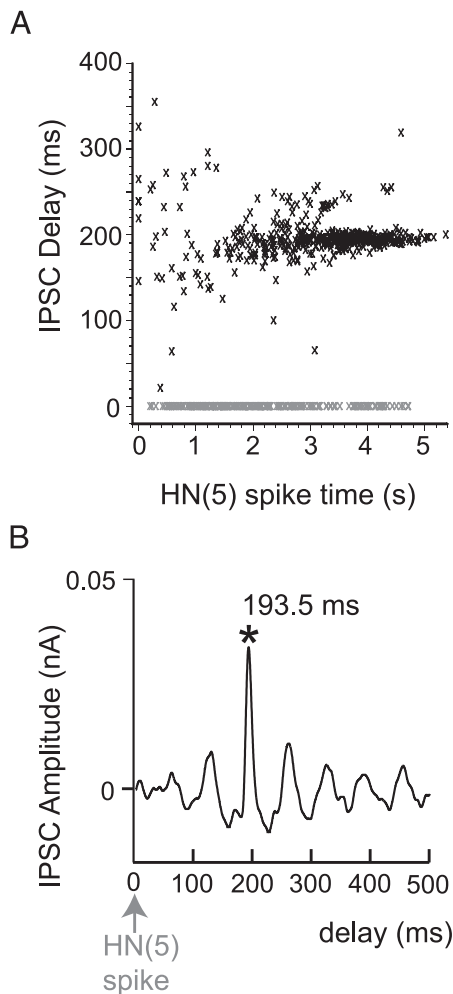 A
IPSC Delay (ms)
400
300
200
100
0
0 1 2 3 4 5
HN(5) spike time (s)
B
IPSC Amplitude (nA)
0.05
0
193.5 ms
*
0 100 200 300 400 500
delay (ms)
HN(5)
spike